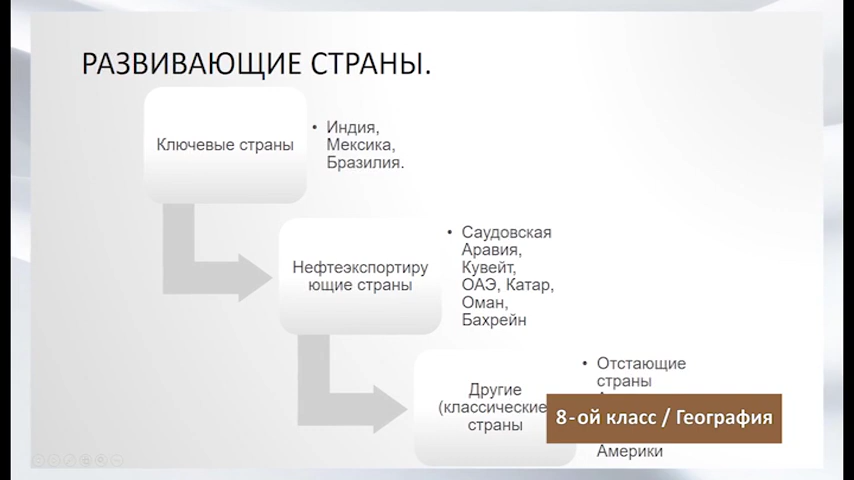 РАЗВИВАЮЩИЕ СТРАНЫ.
Ключевые страны
• Индия,
Мексика,
Бразилия.
Нефтеэкспортиру
ющие страны
• Саудовская
Аравия,
Кувейт,
ОАЭ, Катар,
Оман,
Бахрейн
Другие
(классические
страны
• Отстающие
страны
Америки
8-ой класс / География